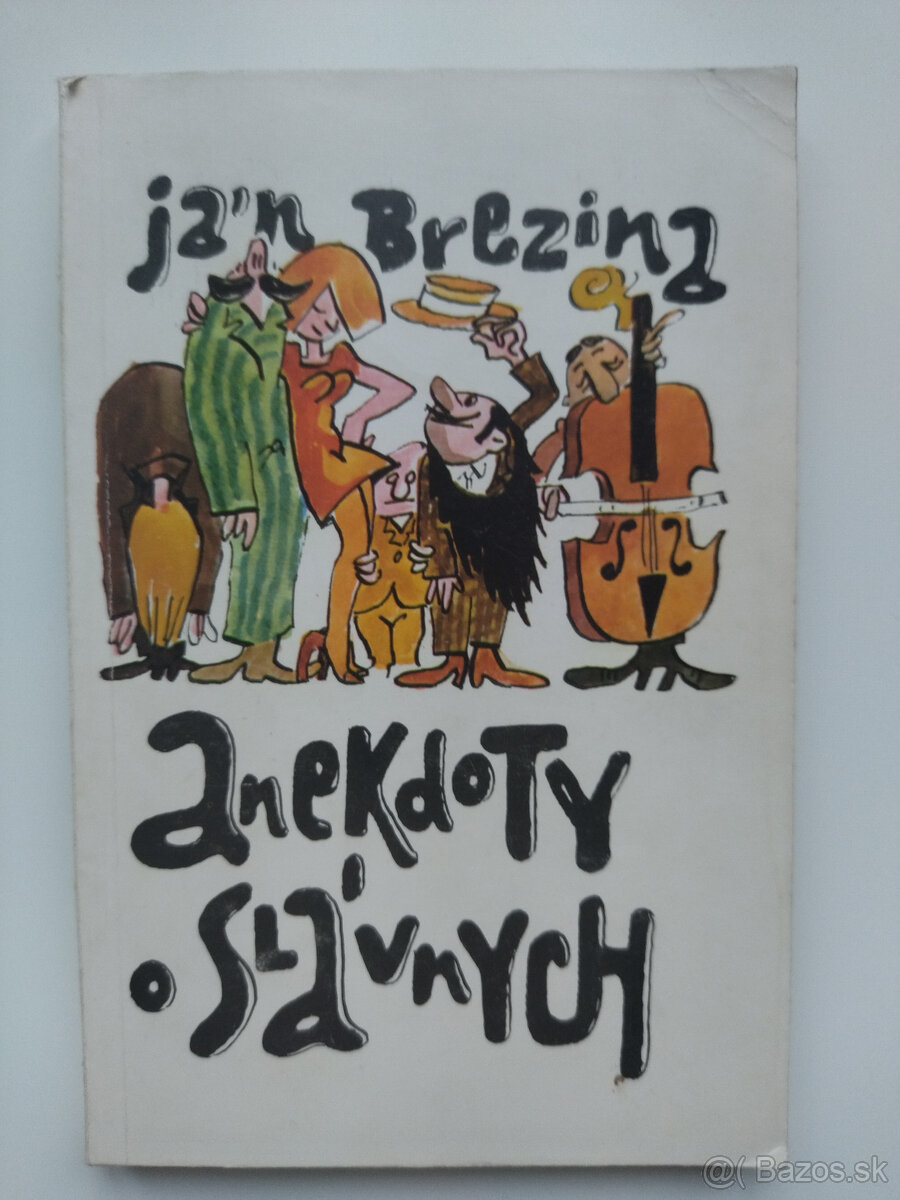 ján Brezina
anekdoTy
o SLávnYCH
@( Bazos.sk